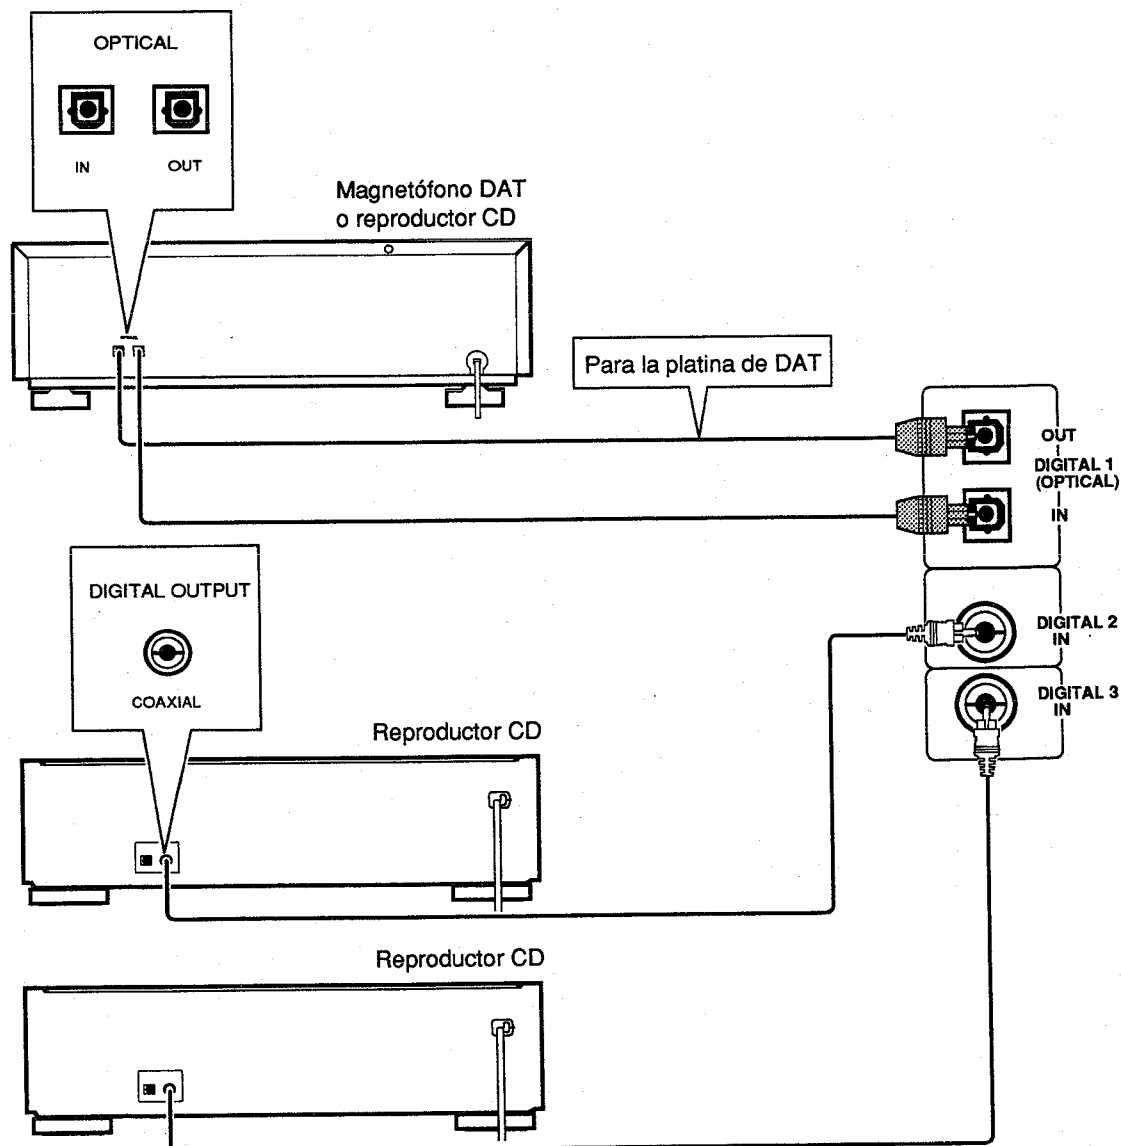 OPTICAL
IN
OUT
Magnetófono DAT
o reproductor CD
Para la platina de DAT
OUT
DIGITAL 1
(OPTICAL)
IN
DIGITAL OUTPUT
COAXIAL
DIGITAL 2
IN
DIGITAL 3
IN
Reproductor CD
Reproductor CD